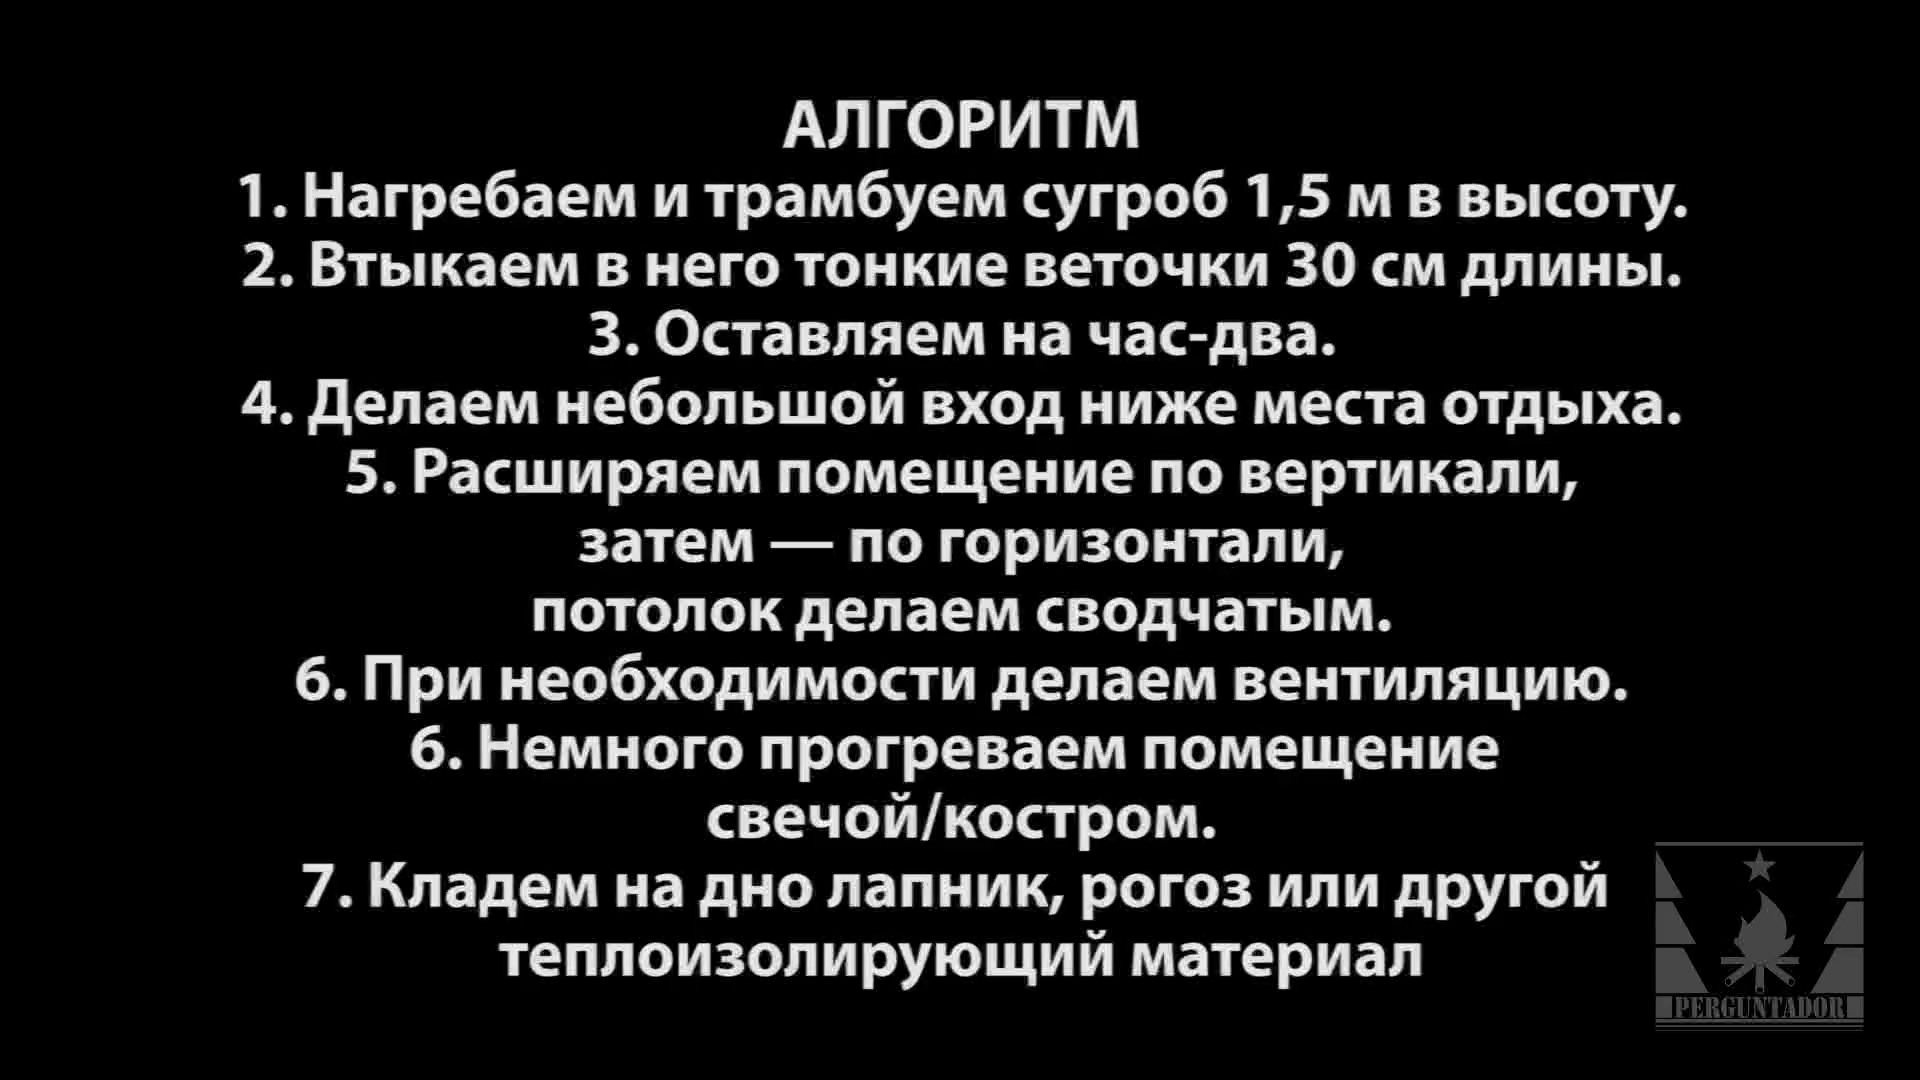 АЛГОРИТМ
1. Нагребаем и трамбуем сугроб 1,5 м в высоту.
2. Втыкаем в него тонкие веточки 30 см длины.
3. Оставляем на час-два.
4. Делаем небольшой вход ниже места отдыха.
5. Расширяем помещение по вертикали,
затем — по горизонтали,
потолок делаем сводчатым.
6. При необходимости делаем вентиляцию.
6. Немного прогреваем помещение
свечой/костром.
7. Кладем на дно лапник, рогоз или другой
теплоизолирующий материал
PERGUNTADOR